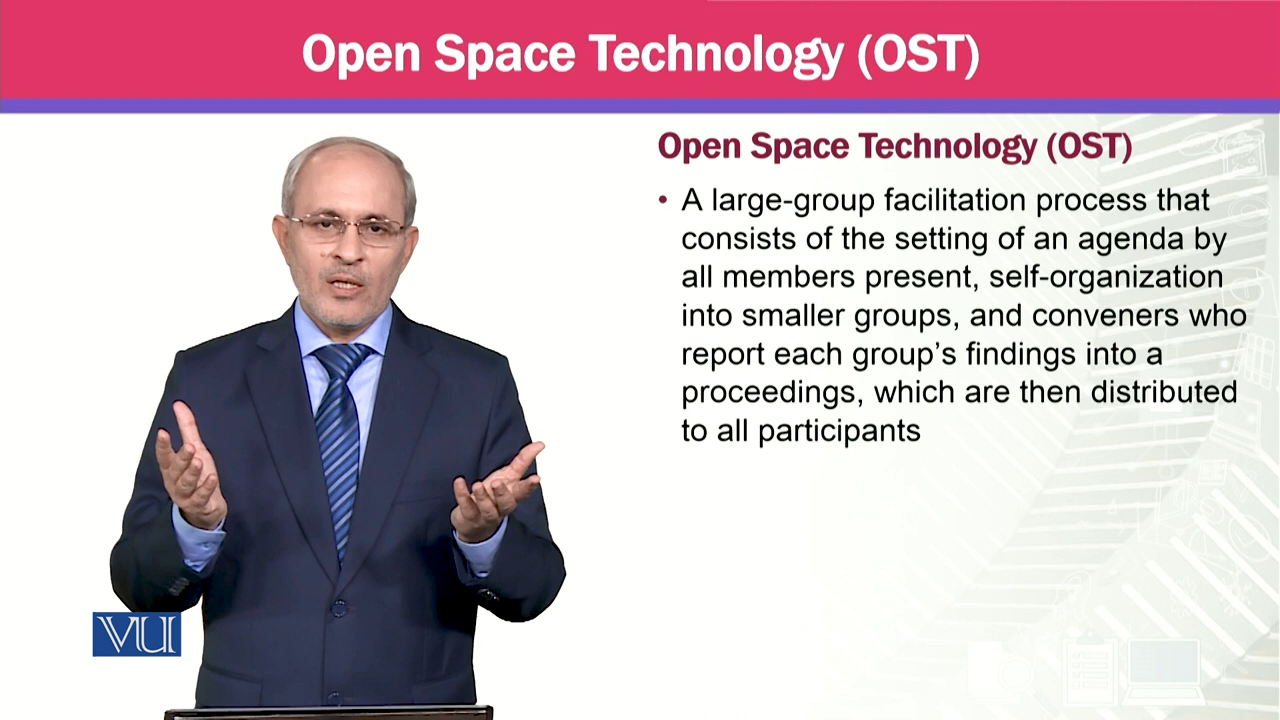 Open Space Technology (OST)
Open Space Technology (OST)
• A large-group facilitation process that
consists of the setting of an agenda by
all members present, self-organization
into smaller groups, and conveners who
report each group's findings into a
proceedings, which are then distributed
to all participants
VU